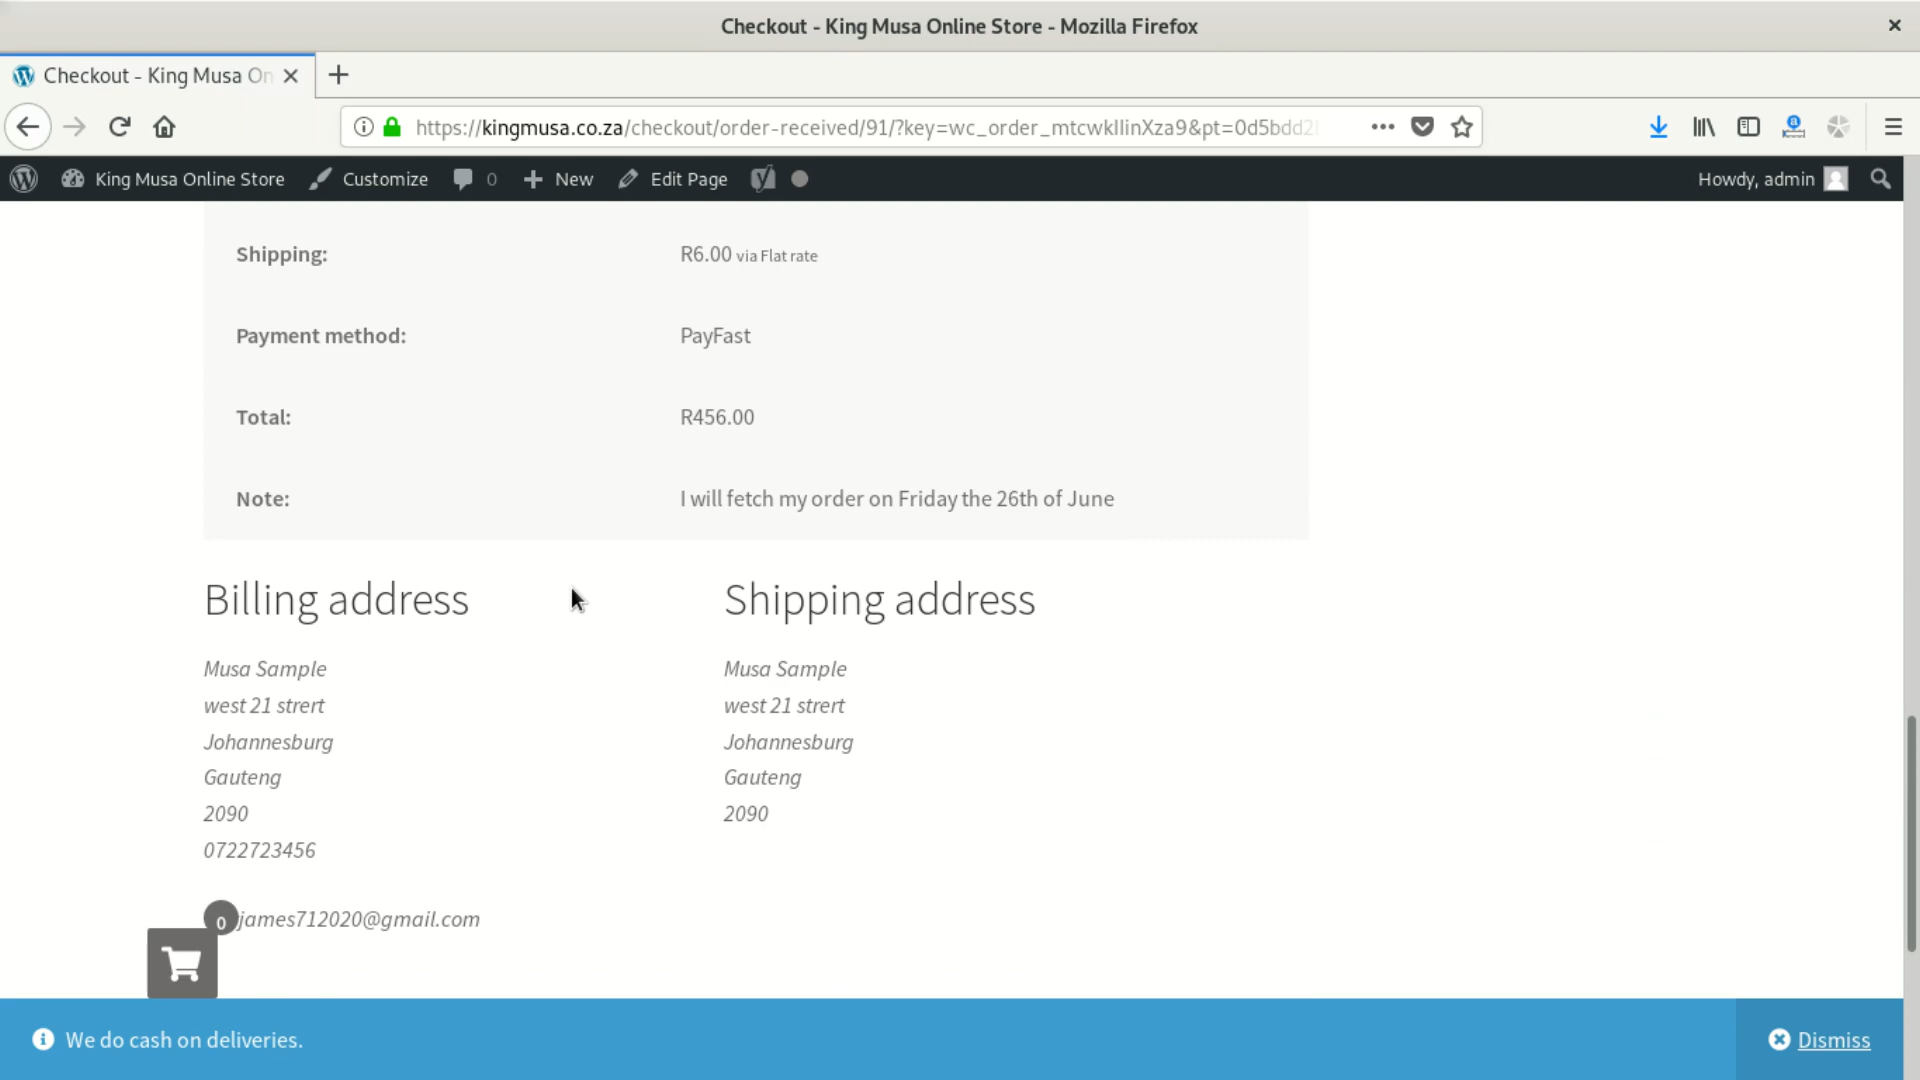 Checkout - King Musa Online Store - Mozilla Firefox
Checkout - King Musa On
https://kingmusa.co.za/checkout/order-received/91/?key=wc_order_mtcwkIlinXza9&pt=0d5bdd2
King Musa Online Store Customize 0 New Edit Page Howdy, admin
Shipping: R6.00 via Flat rate
Payment method: PayFast
Total: R456.00
Note: I will fetch my order on Friday the 26th of June
Billing address
Musa Sample
west 21 strert
Johannesburg
Gauteng
2090
0722723456
james712020@gmail.com
Shipping address
Musa Sample
west 21 strert
Johannesburg
Gauteng
2090
0
We do cash on deliveries.
Dismiss